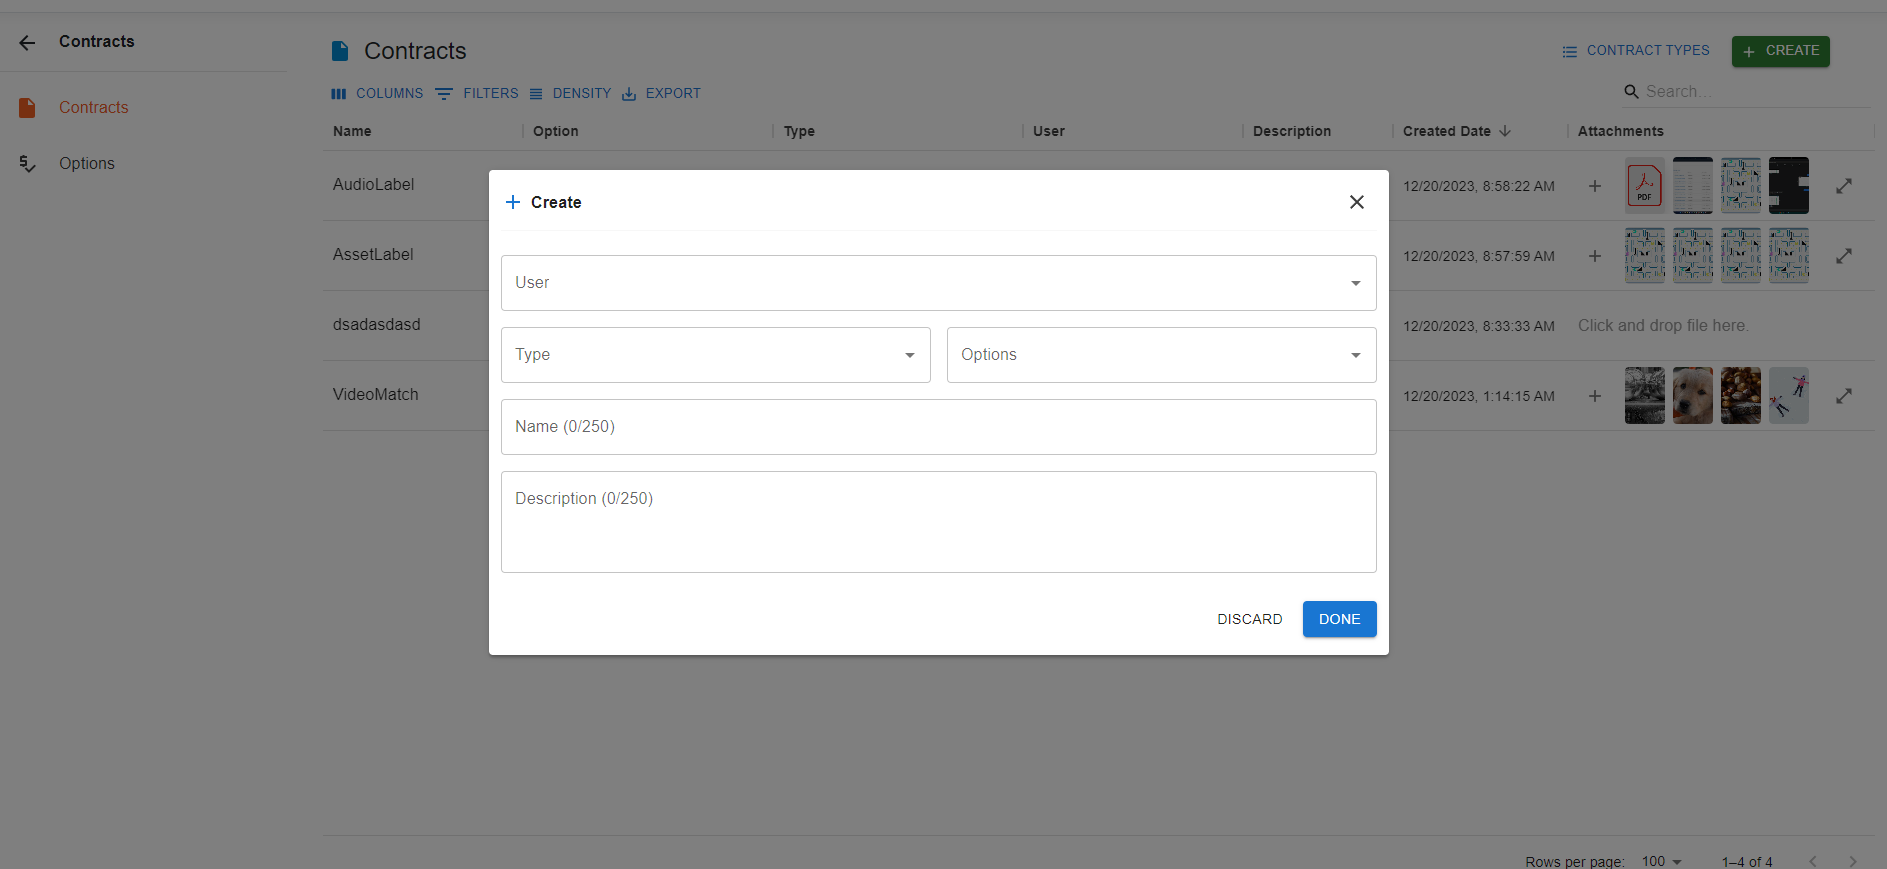 Contracts
Contracts
Options
Contracts
CONTRACT TYPES
CREATE
COLUMNS FILTERS DENSITY EXPORT
Search...
Name Option Type User Description Created Date Attachments
AudioLabel 12/20/2023, 8:58:22 AM PDF
AssetLabel 12/20/2023, 8:57:59 AM
dsadasdasd 12/20/2023, 8:33:33 AM Click and drop file here.
VideoMatch 12/20/2023, 1:14:15 AM
Create
User
Type Options
Name (0/250)
Description (0/250)
DISCARD DONE
Rows per page: 100 1–4 of 4